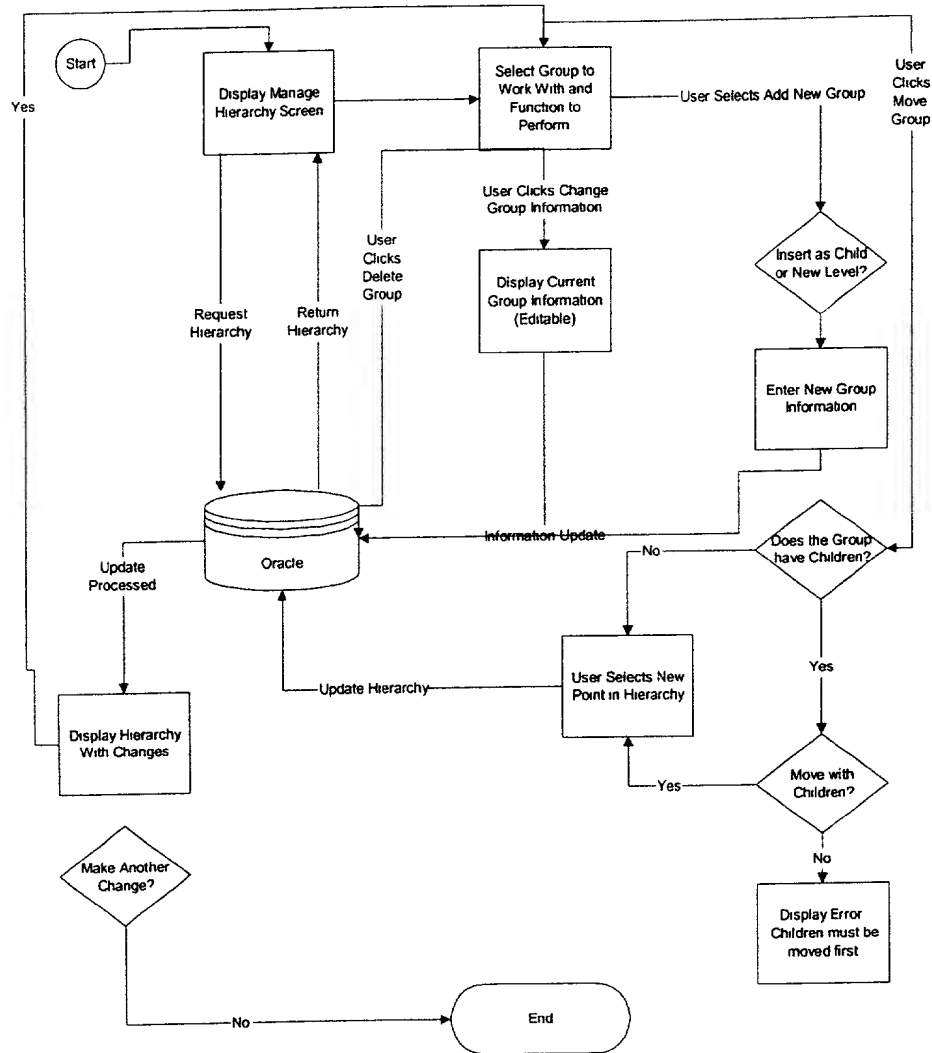 Start
Yes
Display Manage
Hierarchy Screen
Select Group to
Work With and
Function to
Perform
User Selects Add New Group
User
Clicks
Move
Group
User Clicks Change
Group Information
User
Clicks
Delete
Group
Insert as Child
or New Level?
Display Current
Group Information
(Editable)
Request
Hierarchy
Return
Hierarchy
Enter New Group
Information
Oracle
Information Update
Does the Group
have Children?
No
Update
Processed
Yes
User Selects New
Point in Hierarchy
Update Hierarchy
Display Hierarchy
With Changes
Move with
Children?
Yes
Make Another
Change?
No
Display Error
Children must be
moved first
No
End